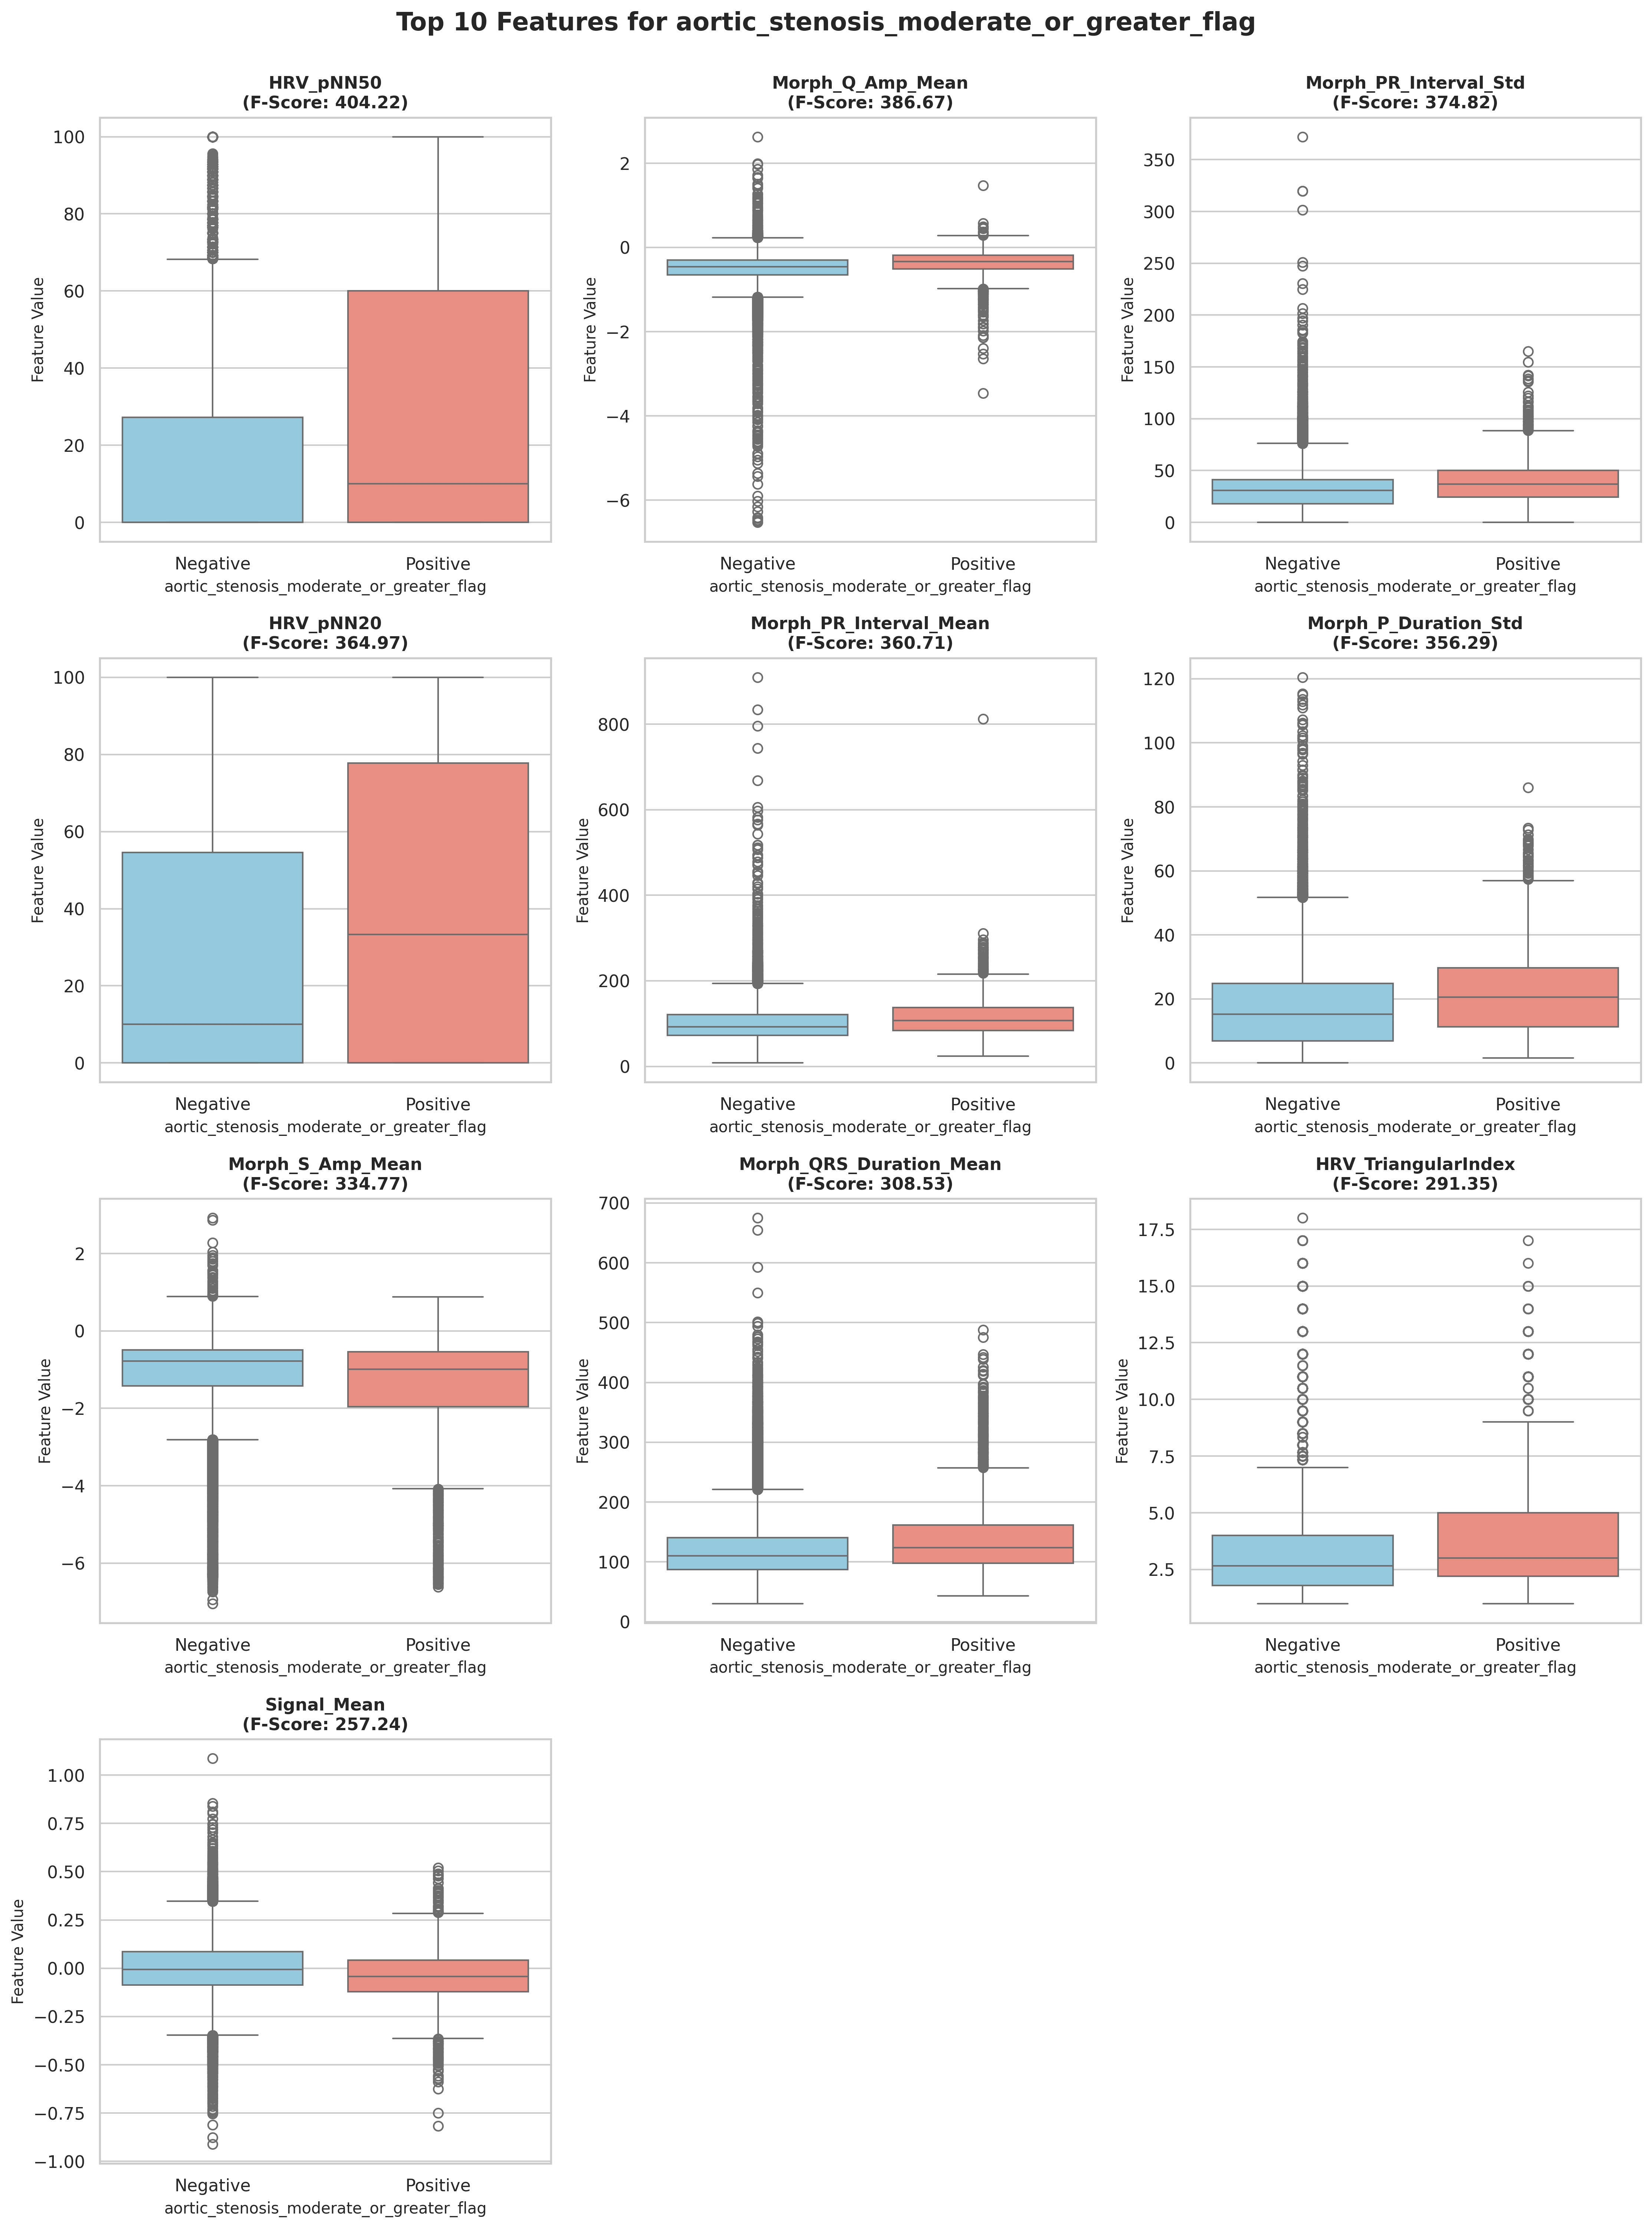 Top 10 Features for aortic_stenosis_moderate_or_greater_flag
HRV_pNN50
(F-Score: 404.22)
100
80
60
40
20
0
Feature Value
Negative
Positive
aortic_stenosis_moderate_or_greater_flag
Morph_Q_Amp_Mean
(F-Score: 386.67)
2
0
−2
−4
−6
Feature Value
Negative
Positive
aortic_stenosis_moderate_or_greater_flag
Morph_PR_Interval_Std
(F-Score: 374.82)
350
300
250
200
150
100
50
0
Feature Value
Negative
Positive
aortic_stenosis_moderate_or_greater_flag
HRV_pNN20
(F-Score: 364.97)
100
80
60
40
20
0
Feature Value
Negative
Positive
aortic_stenosis_moderate_or_greater_flag
Morph_PR_Interval_Mean
(F-Score: 360.71)
800
600
400
200
0
Feature Value
Negative
Positive
aortic_stenosis_moderate_or_greater_flag
Morph_P_Duration_Std
(F-Score: 356.29)
120
100
80
60
40
20
0
Feature Value
Negative
Positive
aortic_stenosis_moderate_or_greater_flag
Morph_S_Amp_Mean
(F-Score: 334.77)
2
0
−2
−4
−6
Feature Value
Negative
Positive
aortic_stenosis_moderate_or_greater_flag
Morph_QRS_Duration_Mean
(F-Score: 308.53)
700
600
500
400
300
200
100
0
Feature Value
Negative
Positive
aortic_stenosis_moderate_or_greater_flag
HRV_TriangularIndex
(F-Score: 291.35)
17.5
15.0
12.5
10.0
7.5
5.0
2.5
Feature Value
Negative
Positive
aortic_stenosis_moderate_or_greater_flag
Signal_Mean
(F-Score: 257.24)
1.00
0.75
0.50
0.25
0.00
−0.25
−0.50
−0.75
−1.00
Feature Value
Negative
Positive
aortic_stenosis_moderate_or_greater_flag